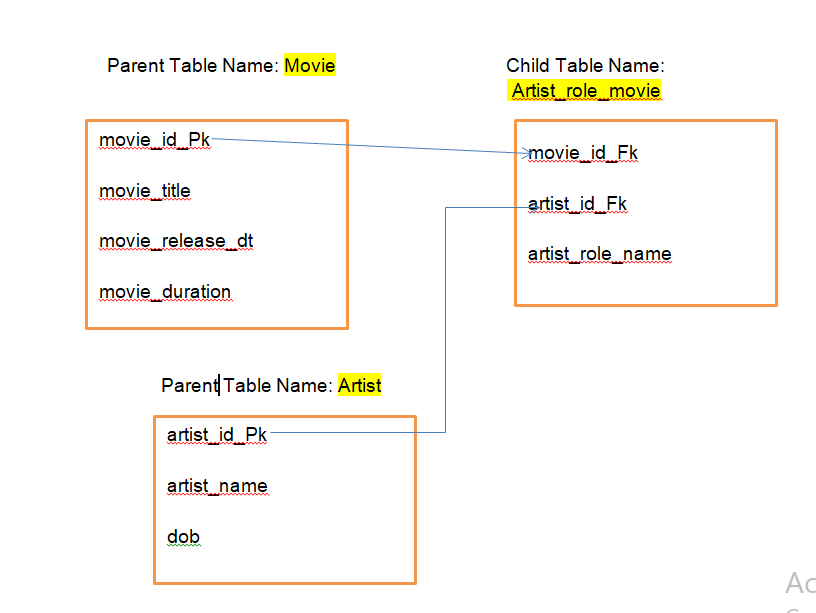 Parent Table Name: Movie
Child Table Name:
Artist_role_movie
movie_id_Pk
movie_title
movie_release_dt
movie_duration
movie_id_Fk
artist_id_Fk
artist_role_name
Parent Table Name: Artist
artist_id_Pk
artist_name
dob